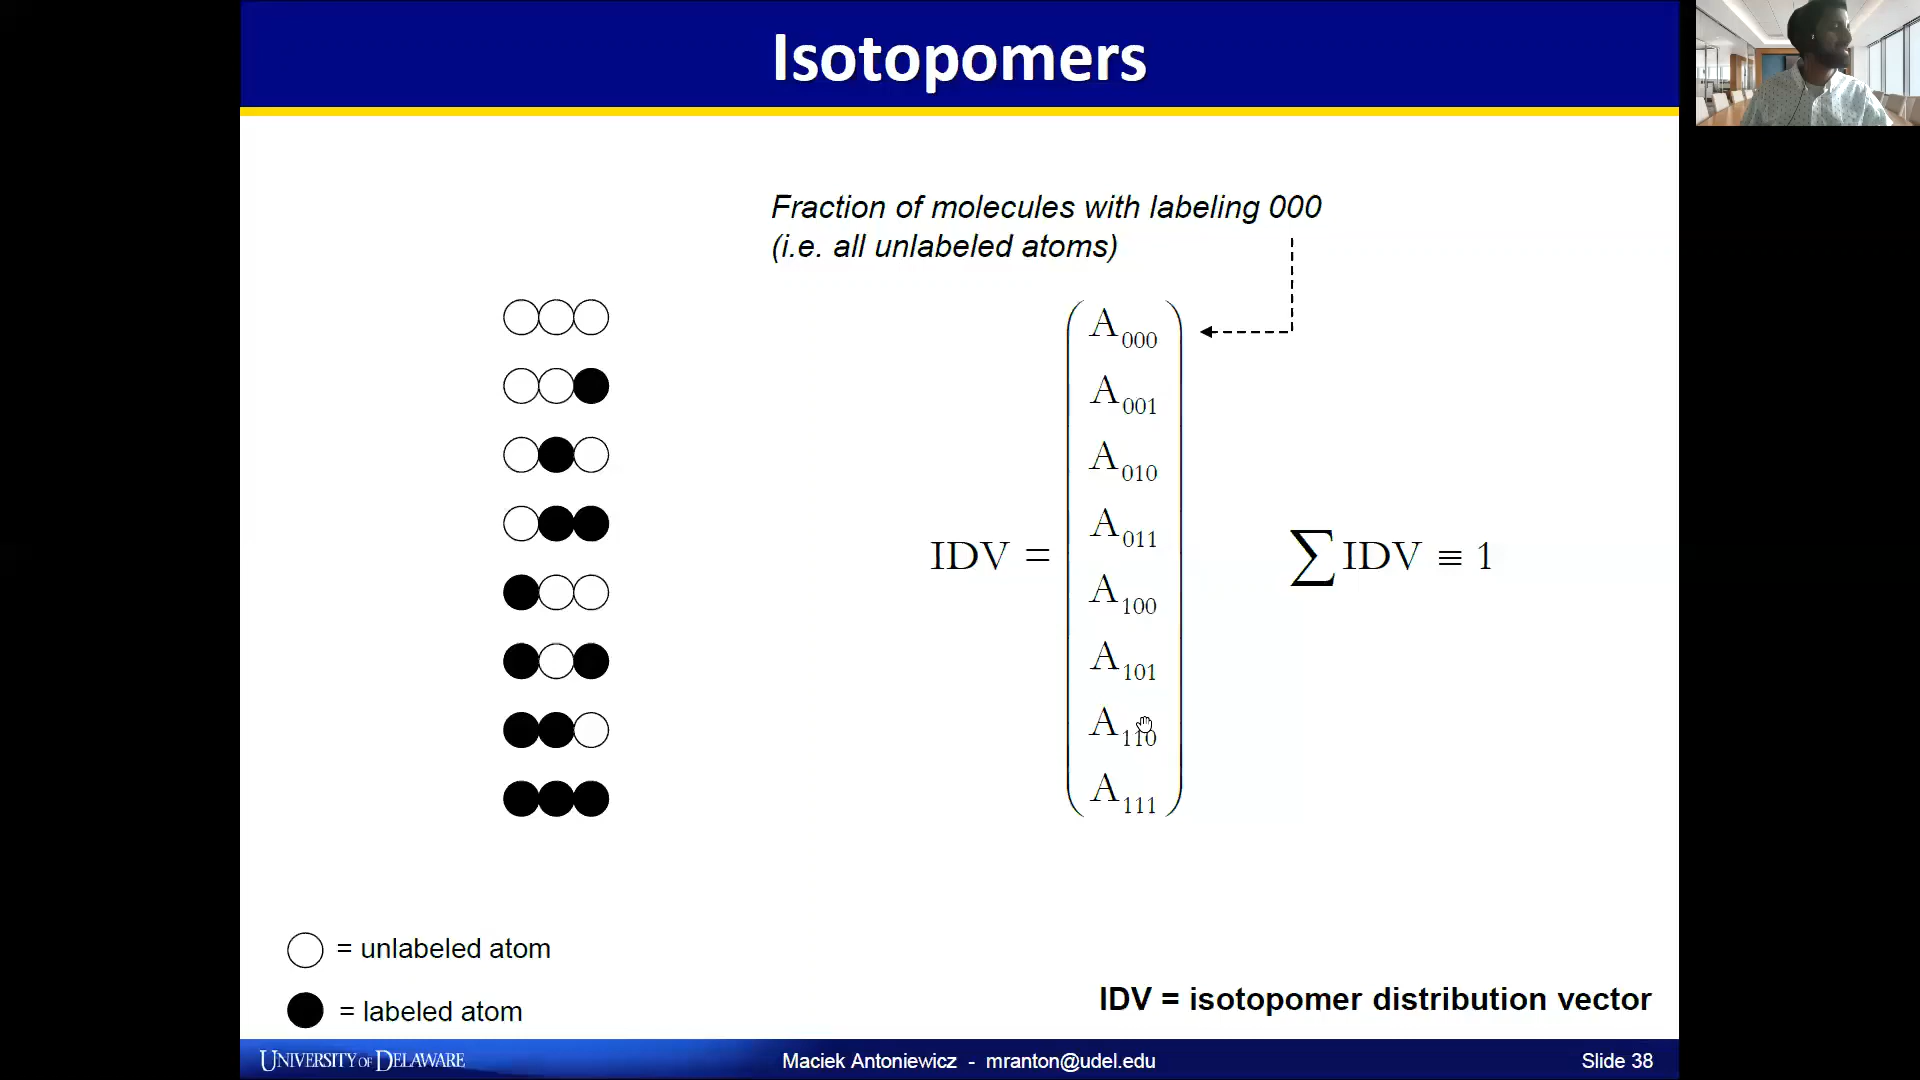 Isotopomers
Fraction of molecules with labeling 000
(i.e. all unlabeled atoms)
A000
A001
A010
A011
IDV =
∑ IDV ≡ 1
A100
A101
A110
A111
= unlabeled atom
= labeled atom
IDV = isotopomer distribution vector
UNIVERSITY OF DELAWARE
Maciek Antoniewicz - mranton@udel.edu
Slide 38